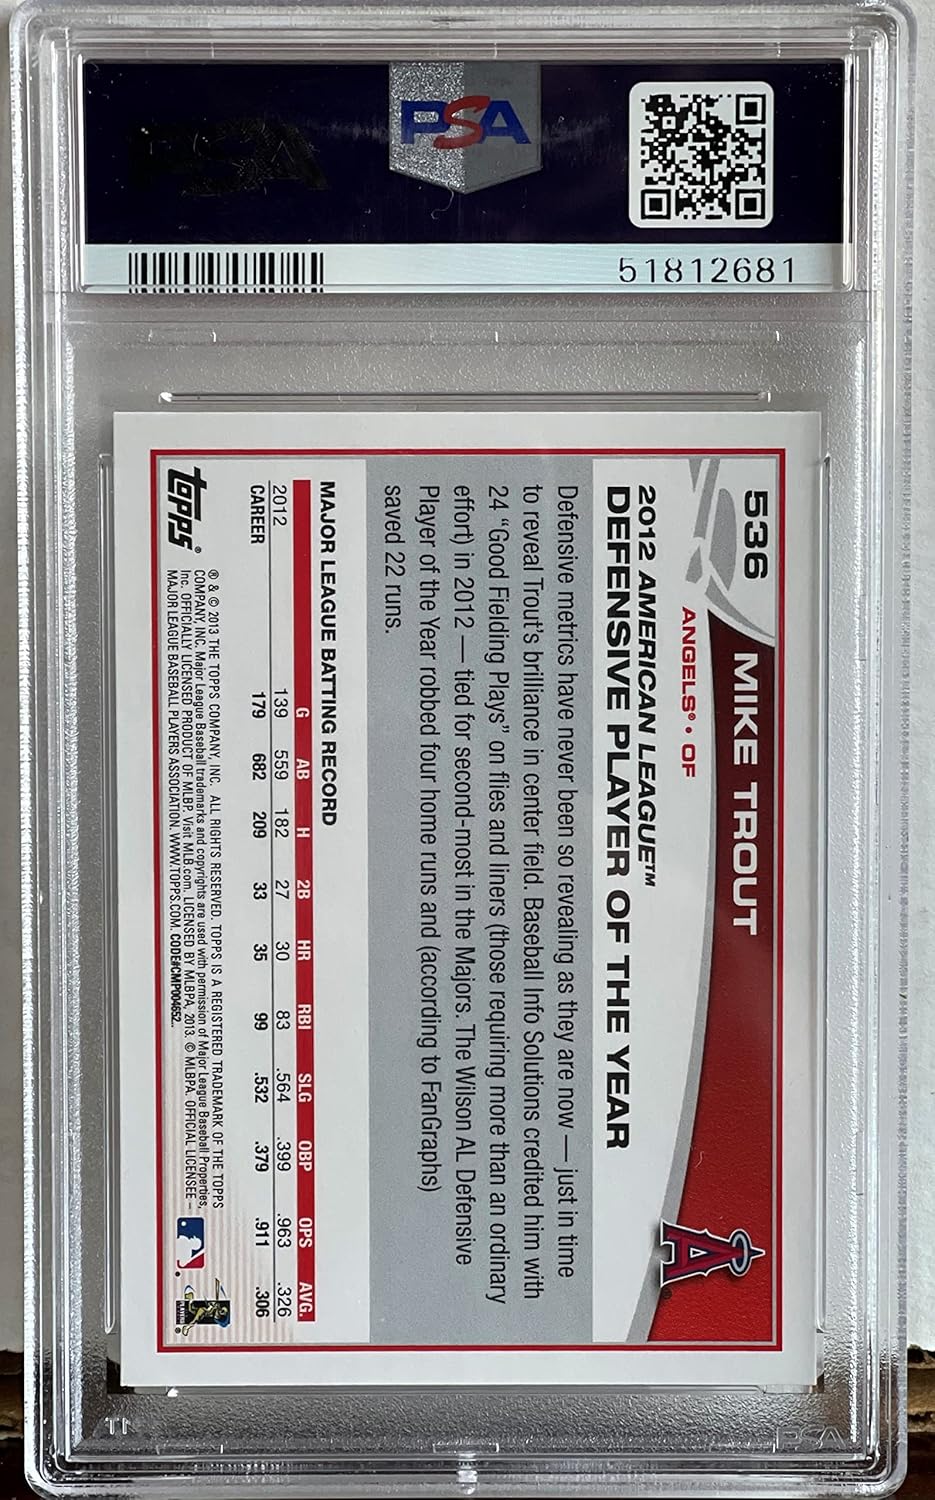 PSA
51812681
536
MIKE TROUT
ANGELS® • OF
A
2012 AMERICAN LEAGUE™
DEFENSIVE PLAYER OF THE YEAR
Defensive metrics have never been so revealing as they are now — just in time
to reveal Trout's brilliance in center field. Baseball Info Solutions credited him with
24 "Good Fielding Plays" on flies and liners (those requiring more than an ordinary
effort) in 2012 — tied for second-most in the Majors. The Wilson A.L. Defensive
Player of the Year robbed four home runs and (according to FanGraphs)
saved 22 runs.
MAJOR LEAGUE BATTING RECORD
G AB H 2B HR RBI SLG OBP OPS AVG.
2012 139 559 182 27 30 83 .564 .399 .963 .326
CAREER 179 682 209 33 35 99 .532 .379 .911 .306
topps®
® & © 2013 THE TOPPS COMPANY, INC. ALL RIGHTS RESERVED. TOPPS IS A REGISTERED TRADEMARK OF THE TOPPS
COMPANY, INC. Major League Baseball trademarks and copyrights are used with permission of Major League Baseball Properties,
Inc. OFFICIALLY LICENSED PRODUCT OF MLBP. Visit MLB.com. LICENSED BY MLBPA, 2013. © MLBPA. OFFICIAL LICENSEE –
MAJOR LEAGUE BASEBALL PLAYERS ASSOCIATION. WWW.TOPPS.COM. CODE#CMP004652.
PSA